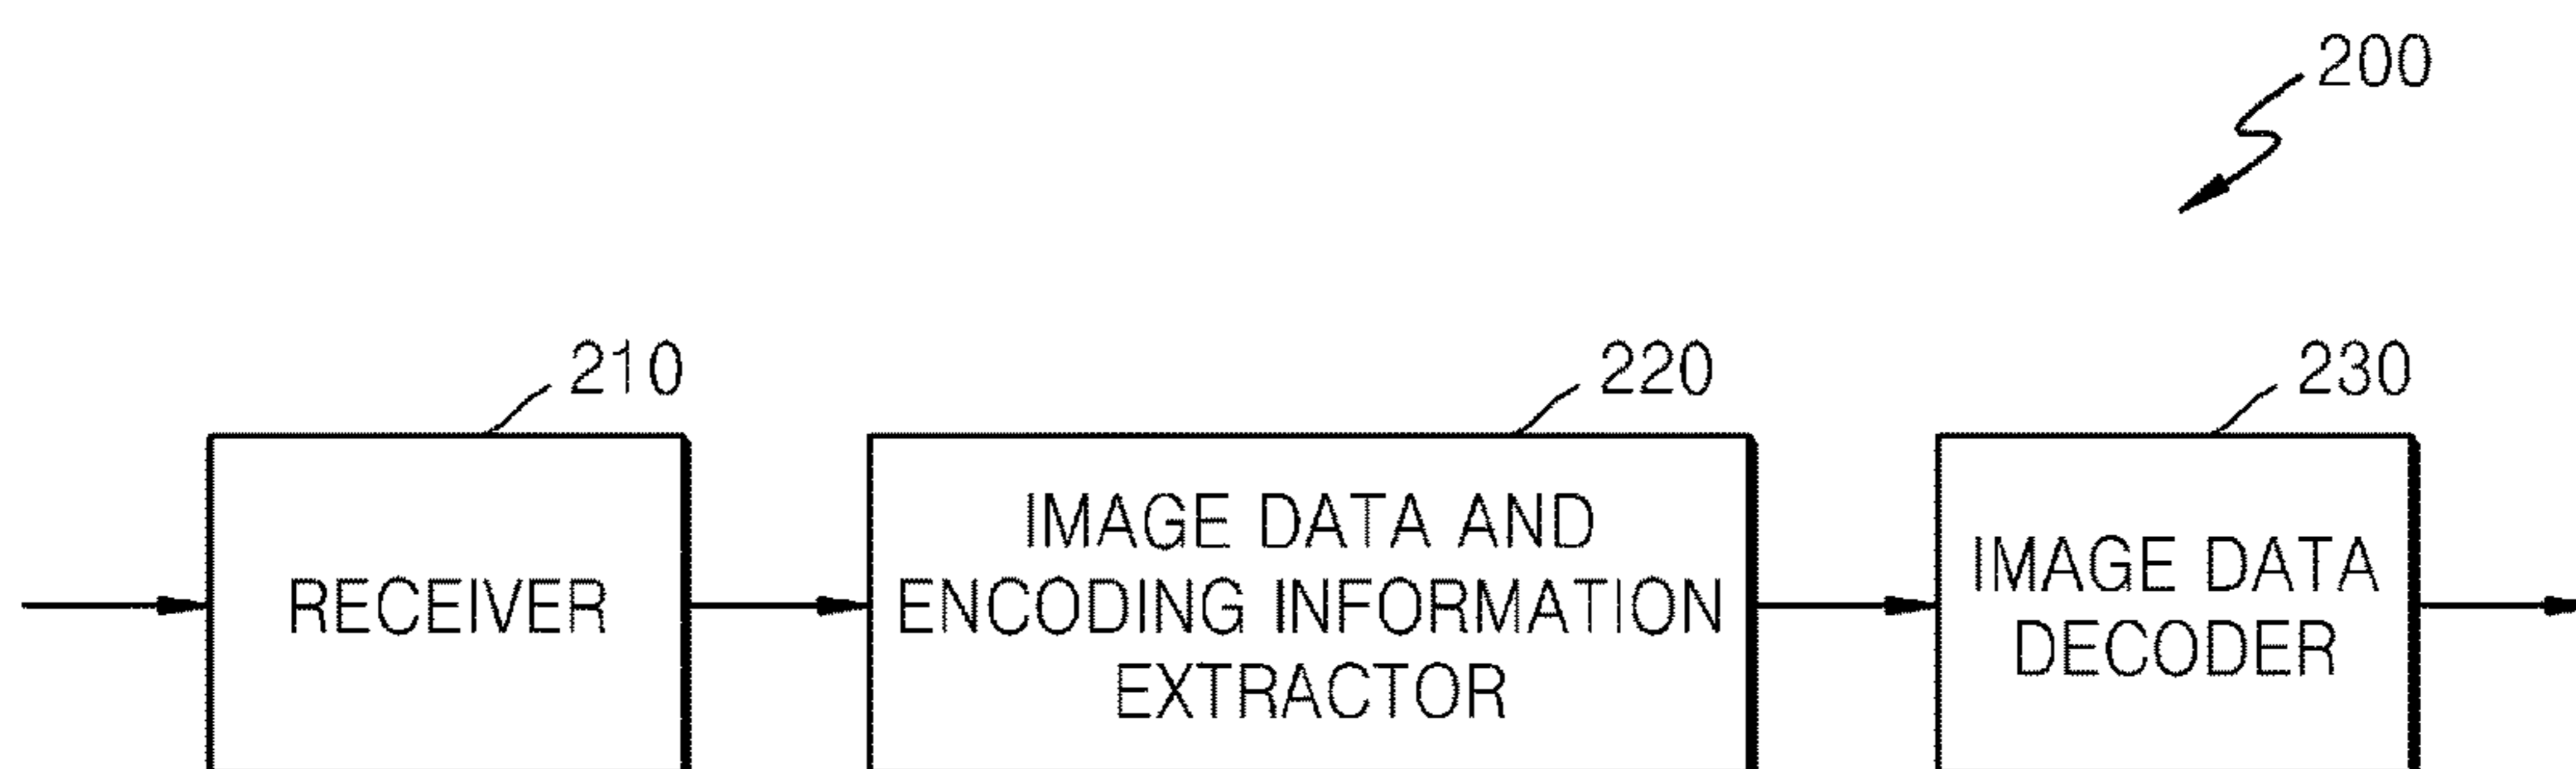 200
210
220
230
RECEIVER
IMAGE DATA AND
ENCODING INFORMATION
EXTRACTOR
IMAGE DATA
DECODER